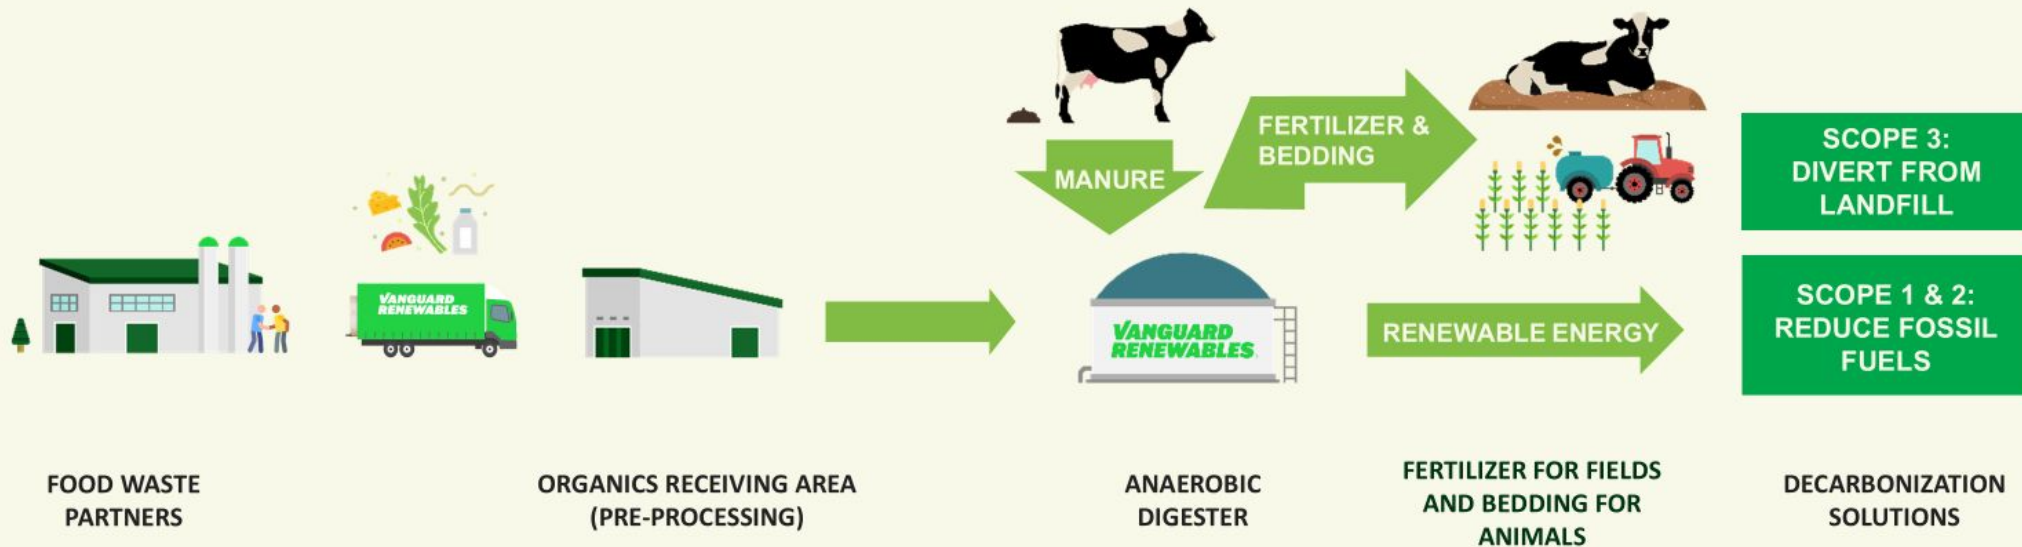 FERTILIZER &
BEDDING
MANURE
SCOPE 3:
DIVERT FROM
LANDFILL
VANGUARD
RENEWABLES
VANGUARD
RENEWABLES
RENEWABLE ENERGY
SCOPE 1 & 2:
REDUCE FOSSIL
FUELS
FOOD WASTE
PARTNERS
ORGANICS RECEIVING AREA
(PRE-PROCESSING)
ANAEROBIC
DIGESTER
FERTILIZER FOR FIELDS
AND BEDDING FOR
ANIMALS
DECARBONIZATION
SOLUTIONS